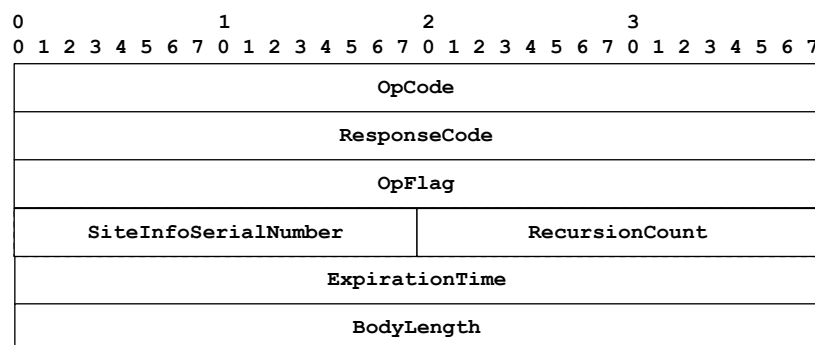 0 1 2 3
0 1 2 3 4 5 6 7 0 1 2 3 4 5 6 7 0 1 2 3 4 5 6 7 0 1 2 3 4 5 6 7
OpCode
ResponseCode
OpFlag
SiteInfoSerialNumber RecursionCount
ExpirationTime
BodyLength